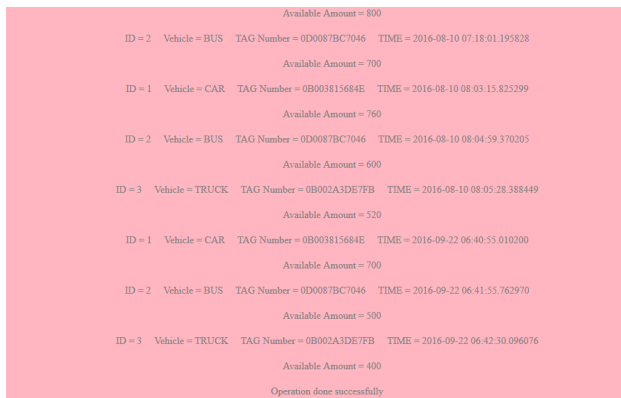 Available Amount = 800
ID = 2 Vehicle = BUS TAG Number = 0D0087BC7046 TIME = 2016-08-10 07:18:01.195828
Available Amount = 700
ID = 1 Vehicle = CAR TAG Number = 0B003815684E TIME = 2016-08-10 08:03:15.825299
Available Amount = 760
ID = 2 Vehicle = BUS TAG Number = 0D0087BC7046 TIME = 2016-08-10 08:04:59.370205
Available Amount = 600
ID = 3 Vehicle = TRUCK TAG Number = 0B002A3DE7FB TIME = 2016-08-10 08:05:28.388449
Available Amount = 520
ID = 1 Vehicle = CAR TAG Number = 0B003815684E TIME = 2016-09-22 06:40:55.010200
Available Amount = 700
ID = 2 Vehicle = BUS TAG Number = 0D0087BC7046 TIME = 2016-09-22 06:41:55.762970
Available Amount = 500
ID = 3 Vehicle = TRUCK TAG Number = 0B002A3DE7FB TIME = 2016-09-22 06:42:30.096076
Available Amount = 400
Operation done successfully